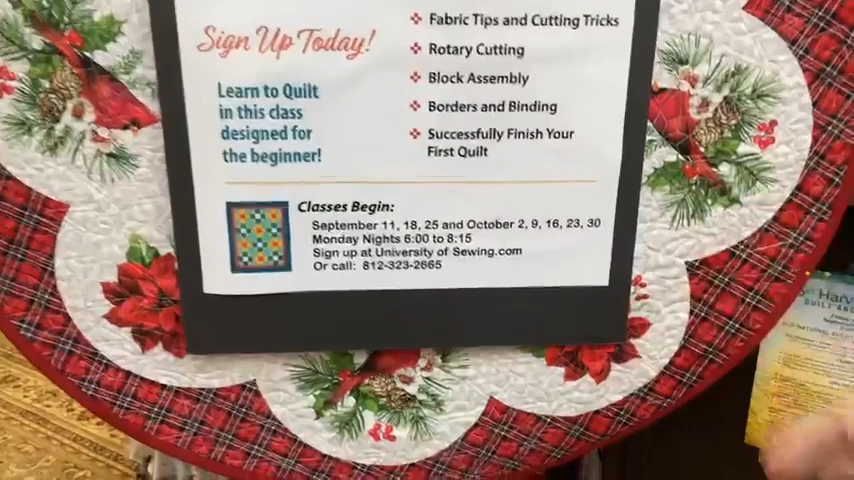 Sign Up Today!
Learn to Quilt
in this class
designed for
the beginner!
Fabric Tips and Cutting Tricks
Rotary Cutting
Block Assembly
Borders and Binding
Successfully Finish Your
First Quilt
Classes Begin:
September 11, 18, 25 and October 2, 9, 16, 23, 30
Monday Nights 6:00 to 8:15
Sign up at University of Sewing.com
Or call: 812-323-2665